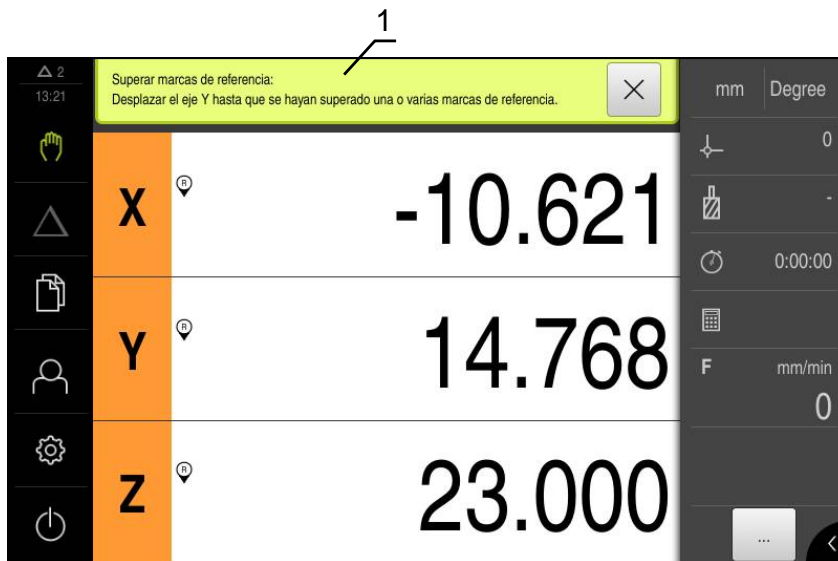 1
2
13:21
Superar marcas de referencia:
Desplazar el eje Y hasta que se hayan superado una o varias marcas de referencia.
mm Degree
0
-
0:00:00
F mm/min
0
X R -10.621
Y R 14.768
Z R 23.000
...